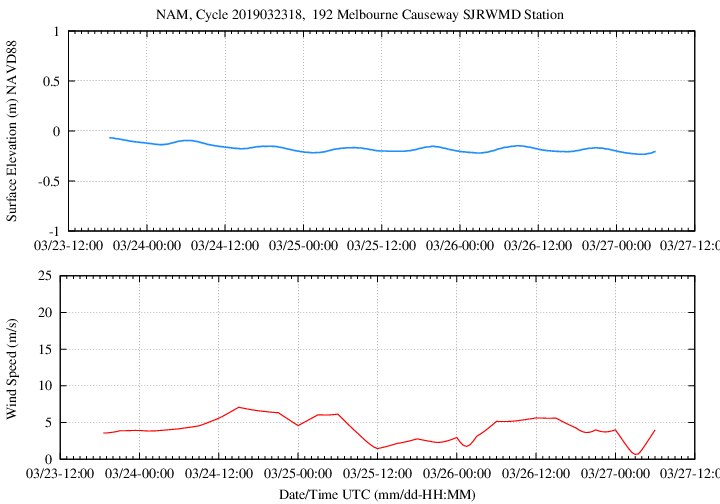 NAM, Cycle 2019032318,  192 Melbourne Causeway SJRWMD Station
Surface Elevation (m) NAVD88
1
0.5
0
-0.5
-1
03/23-12:00 03/24-00:00 03/24-12:00 03/25-00:00 03/25-12:00 03/26-00:00 03/26-12:00 03/27-00:00 03/27-12:00
Wind Speed (m/s)
25
20
15
10
5
0
03/23-12:00 03/24-00:00 03/24-12:00 03/25-00:00 03/25-12:00 03/26-00:00 03/26-12:00 03/27-00:00 03/27-12:00
Date/Time UTC (mm/dd-HH:MM)